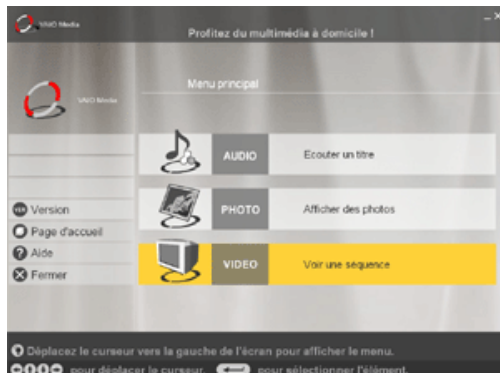 VAIO Media
Profitez du multimédia à domicile !
VAIO Media
Menu principal
AUDIO Ecouter un titre
PHOTO Afficher des photos
VIDEO Voir une séquence
VER Version
Page d'accueil
? Aide
Fermer
Déplacez le curseur vers la gauche de l'écran pour afficher le menu.
pour déplacer le curseur. pour sélectionner l'élément.